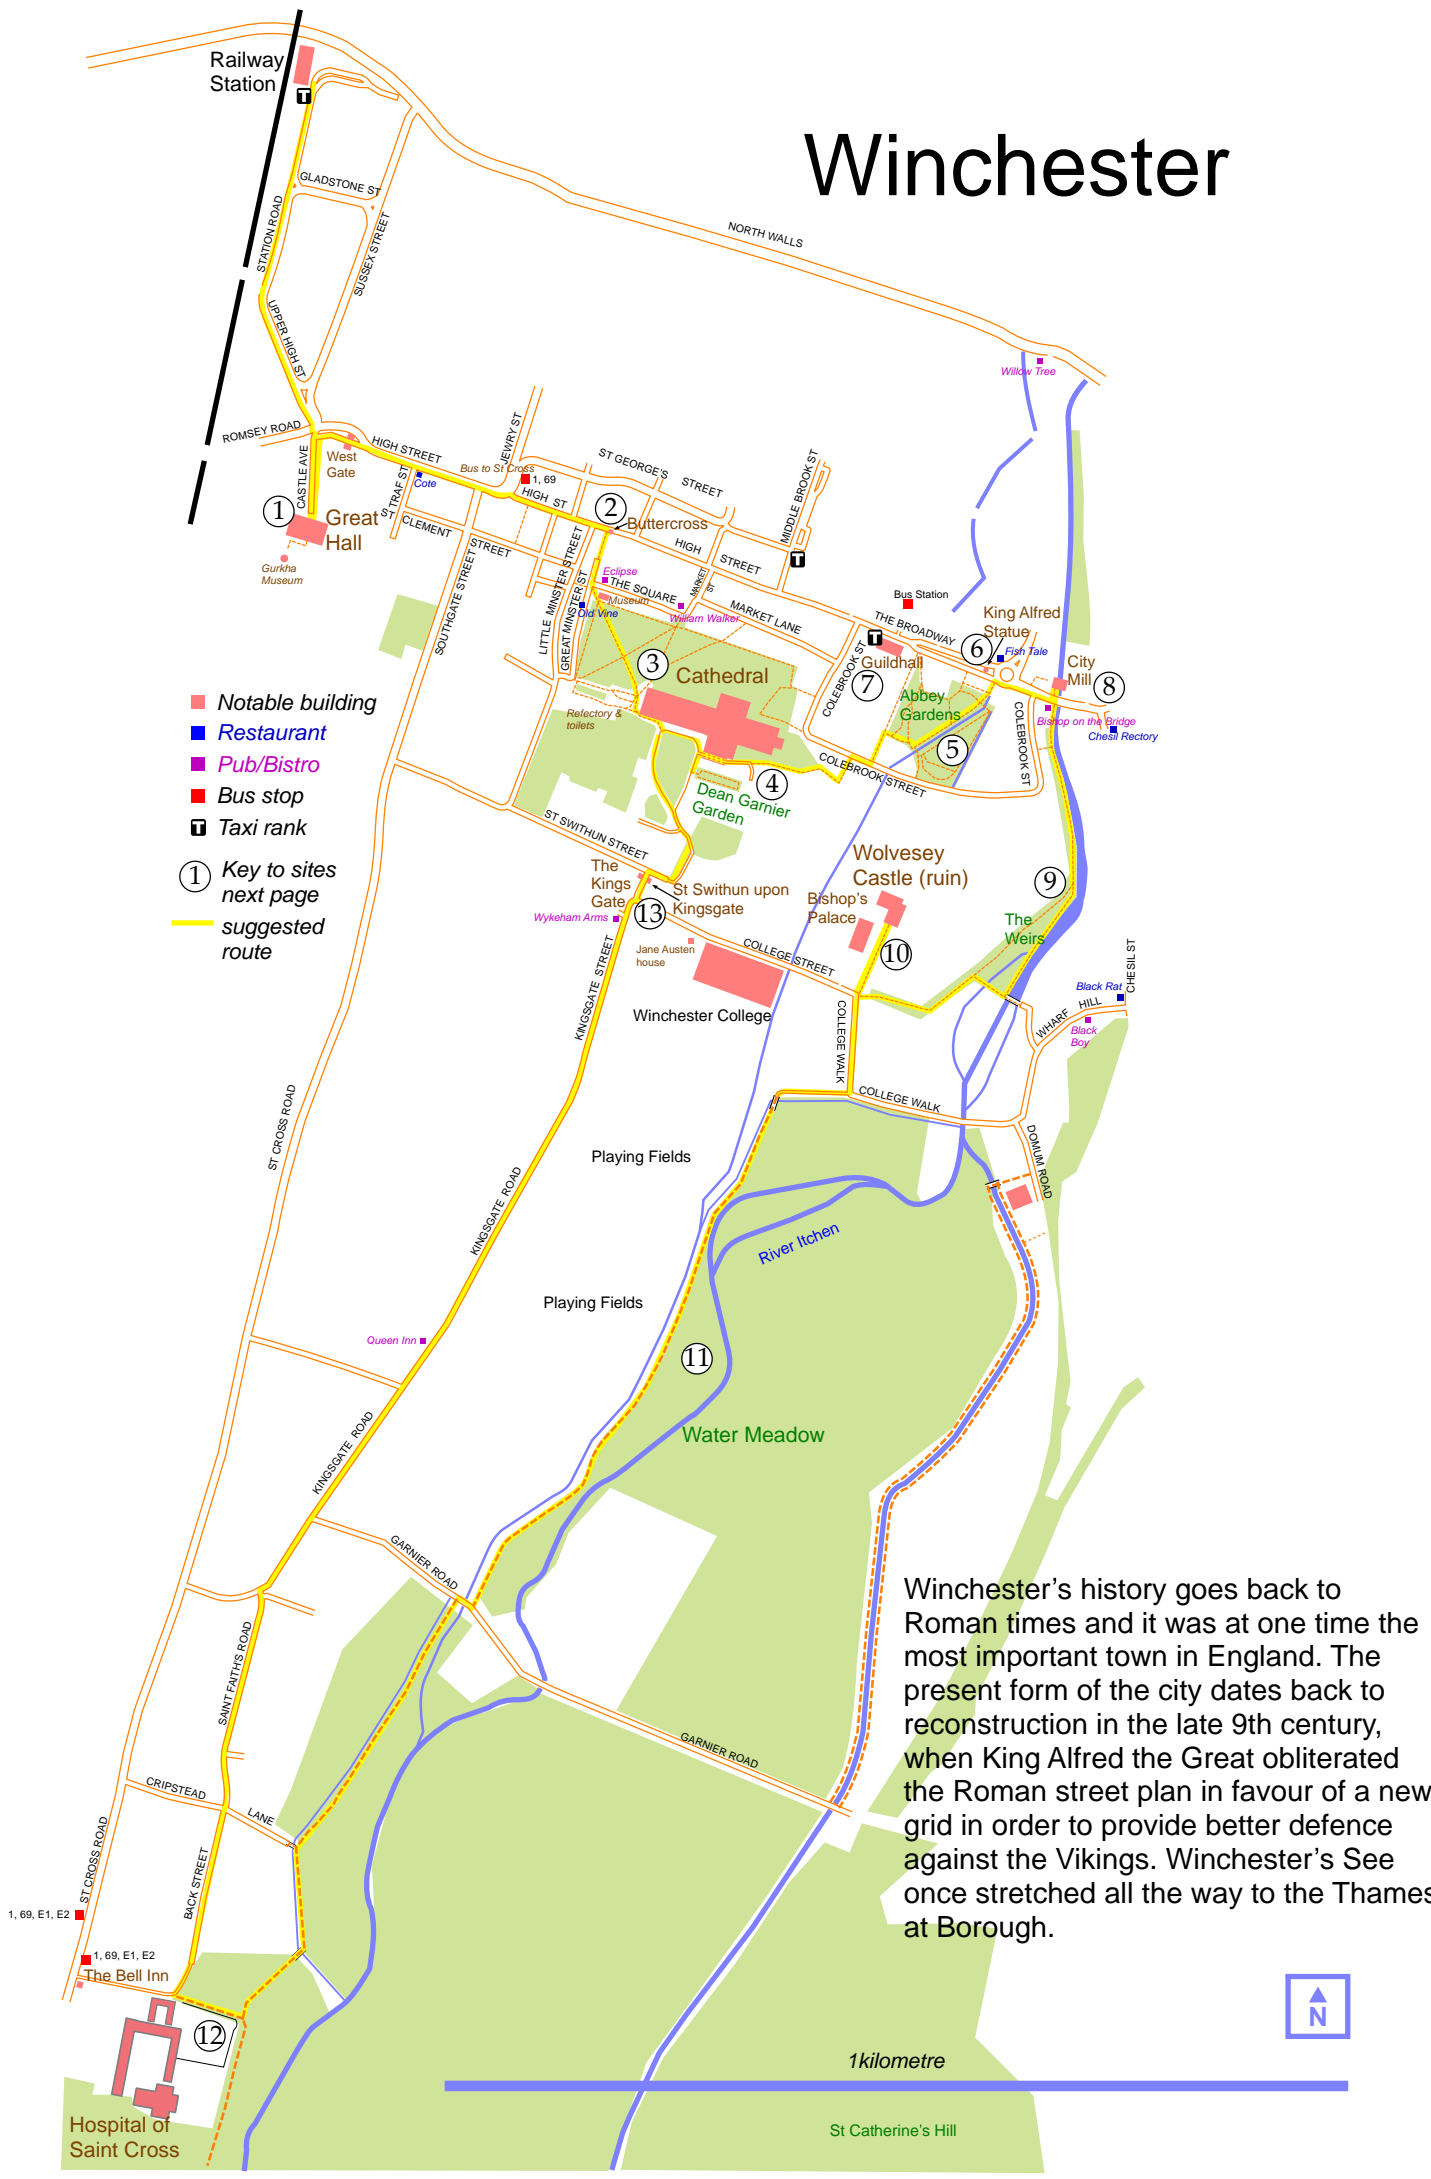 Winchester
Railway
Station
T
GLADSTONE ST
STATION ROAD
SUSSEX STREET
UPPER HIGH ST
NORTH WALLS
Willow Tree
ROMSEY ROAD
CASTLE AVE
West
Gate
HIGH STREET
JEWRY ST
Bus to St Cross
1, 69
Cote
ST GEORGE'S STREET
MIDDLE BROOK ST
1
Great
Hall
Gurkha
Museum
TRAF ST
ST CLEMENT STREET
HIGH ST
2
Buttercross
HIGH STREET
T
SOUTHGATE STREET
LITTLE MINSTER STREET
GREAT MINSTER ST
Eclipse
THE SQUARE
MARKET
ST
Museum
Old Vine
William Walker
MARKET LANE
Bus Station
THE BROADWAY
King Alfred
Statue
T
Guildhall
6
Fish Tale
City
Mill
8
3
Cathedral
COLEBROOK ST
7
Abbey
Gardens
Bishop on the Bridge
Chesil Rectory
Refectory &
toilets
5
COLEBROOK ST
COLEBROOK STREET
4
Dean Garnier
Garden
Notable building
Restaurant
Pub/Bistro
Bus stop
T Taxi rank
1 Key to sites
next page
suggested
route
ST SWITHUN STREET
The
Kings
Gate
St Swithun upon
Kingsgate
13
Wykeham Arms
Wolvesey
Castle (ruin)
Bishop's
Palace
9
The
Weirs
10
Jane Austen
house
COLLEGE STREET
Winchester College
KINGSGATE STREET
CHESIL ST
Black Rat
WHARF HILL
Black
Boy
COLLEGE WALK
COLLEGE WALK
ST CROSS ROAD
Playing Fields
DOMUM ROAD
KINGSGATE ROAD
River Itchen
Playing Fields
Queen Inn
11
Water Meadow
KINGSGATE ROAD
GARNIER ROAD
Winchester's history goes back to
Roman times and it was at one time the
most important town in England. The
present form of the city dates back to
reconstruction in the late 9th century,
when King Alfred the Great obliterated
the Roman street plan in favour of a new
grid in order to provide better defence
against the Vikings. Winchester's See
once stretched all the way to the Thames
at Borough.
SAINT FAITH'S ROAD
GARNIER ROAD
CRIPSTEAD LANE
ST CROSS ROAD
BACK STREET
1, 69, E1, E2
1, 69, E1, E2
The Bell Inn
12
Hospital of
Saint Cross
N
1kilometre
St Catherine's Hill